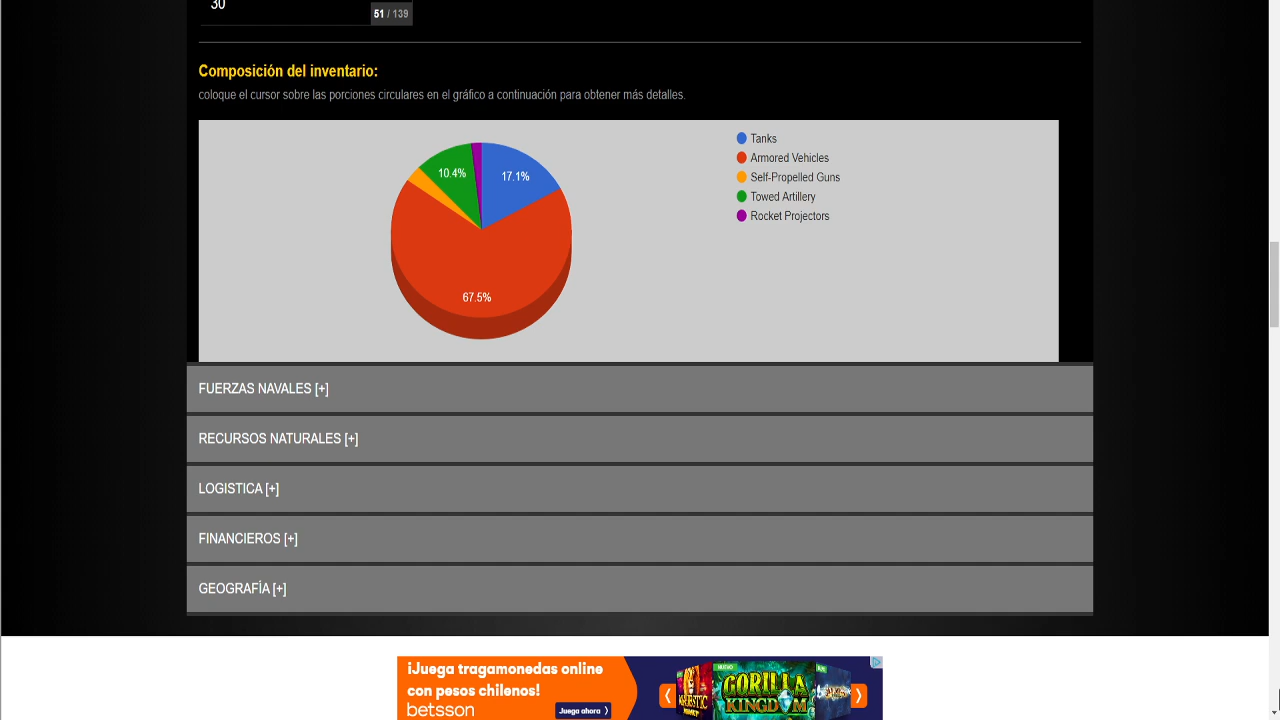 30
51 / 139
Composición del inventario:
coloque el cursor sobre las porciones circulares en el gráfico a continuación para obtener más detalles.
Tanks
Armored Vehicles
Self-Propelled Guns
Towed Artillery
Rocket Projectors
10.4%
17.1%
67.5%
FUERZAS NAVALES [+]
RECURSOS NATURALES [+]
LOGISTICA [+]
FINANCIEROS [+]
GEOGRAFÍA [+]
¡Juega tragamonedas online
con pesos chilenos!
betsson
Juega ahora ❭
MAJESTIC
GORILLA
KINGDOM